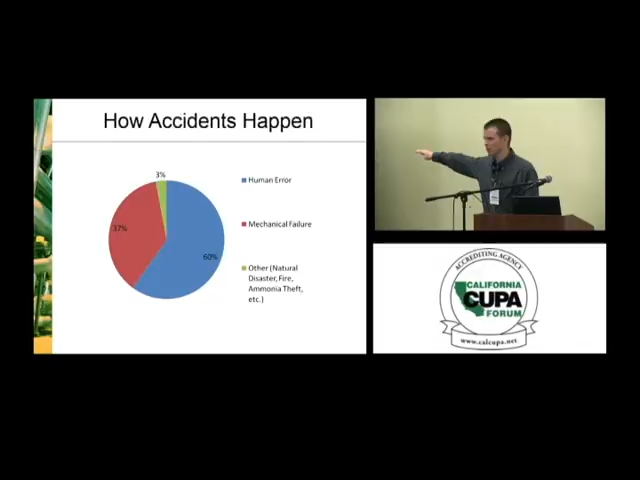 How Accidents Happen
3%
37%
60%
Human Error
Mechanical Failure
Other (Natural
Disaster, Fire,
Ammonia Theft,
etc.)
ACCREDITING AGENCY
CALIFORNIA
CUPA
FORUM
www.calcupa.net